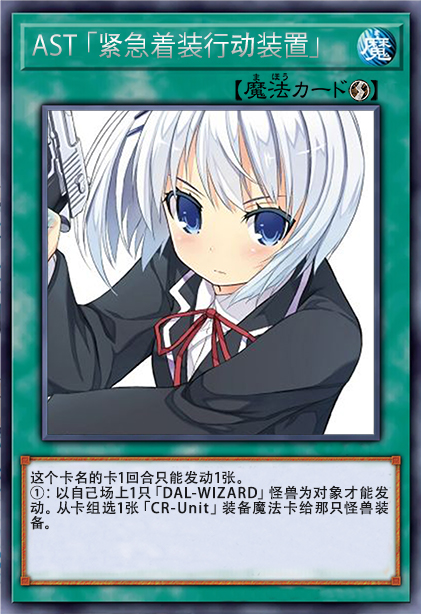 AST「紧急着装行动装置」
魔
【魔法カード】
まほう
这个卡名的卡1回合只能发动1张。
①：以自己场上1只「DAL-WIZARD」怪兽为对象才能发
动。从卡组选1张「CR-Unit」装备魔法卡给那只怪兽装
备。